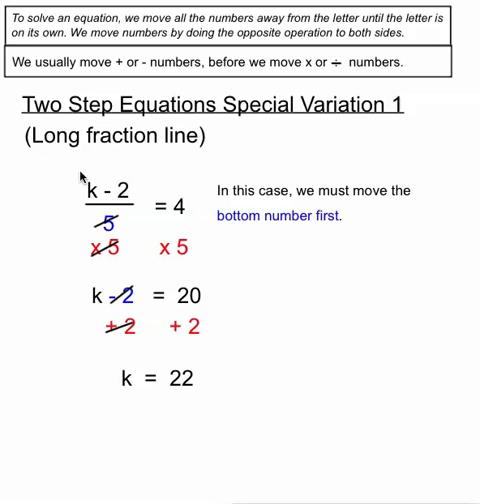 To solve an equation, we move all the numbers away from the letter until the letter is
on its own. We move numbers by doing the opposite operation to both sides.
We usually move + or - numbers, before we move x or ÷ numbers.
Two Step Equations Special Variation 1
(Long fraction line)
k - 2
In this case, we must move the
= 4
bottom number first.
5
x 5 x 5
k - 2 = 20
+ 2 + 2
k = 22